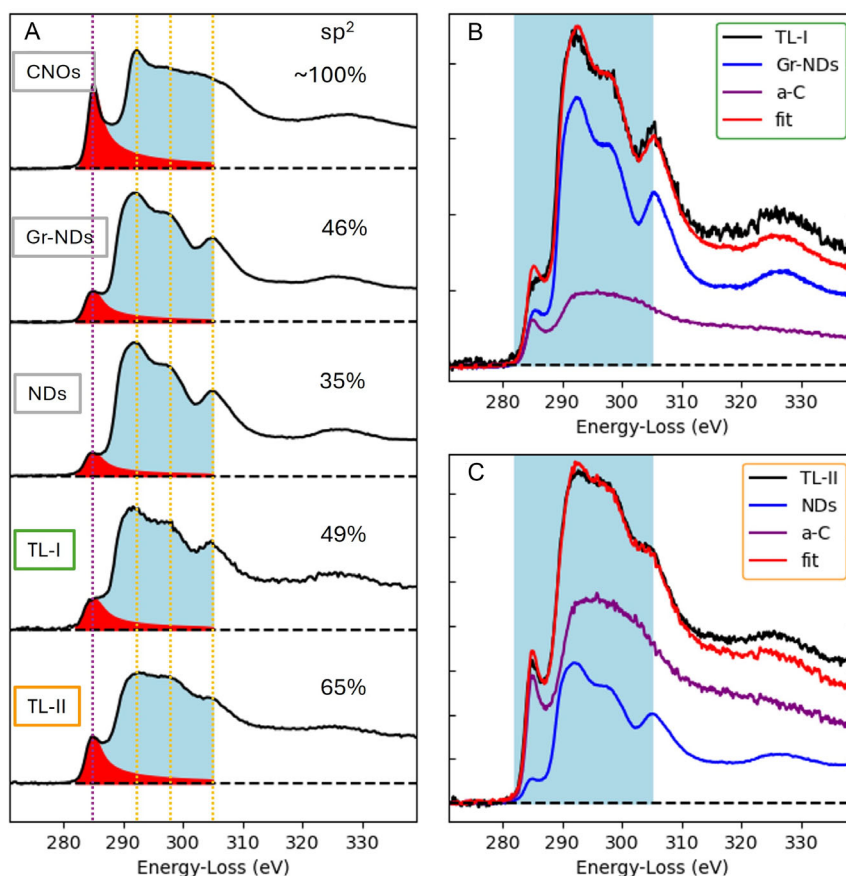 A
sp²
CNOs
~100%
Gr-NDs
46%
NDs
35%
TL-I
49%
TL-II
65%
280 290 300 310 320 330
Energy-Loss (eV)
B
TL-I
Gr-NDs
a-C
fit
280 290 300 310 320 330
Energy-Loss (eV)
C
TL-II
NDs
a-C
fit
280 290 300 310 320 330
Energy-Loss (eV)